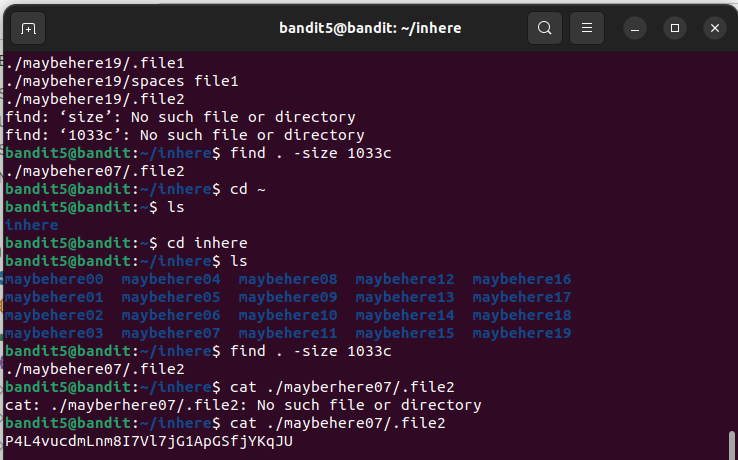 bandit5@bandit: ~/inhere
./maybehere19/.file1
./maybehere19/spaces file1
./maybehere19/.file2
find: ‘size’: No such file or directory
find: ‘1033c’: No such file or directory
bandit5@bandit:~/inhere$ find . -size 1033c
./maybehere07/.file2
bandit5@bandit:~/inhere$ cd ~
bandit5@bandit:~$ ls
inhere
bandit5@bandit:~$ cd inhere
bandit5@bandit:~/inhere$ ls
maybehere00  maybehere04  maybehere08  maybehere12  maybehere16
maybehere01  maybehere05  maybehere09  maybehere13  maybehere17
maybehere02  maybehere06  maybehere10  maybehere14  maybehere18
maybehere03  maybehere07  maybehere11  maybehere15  maybehere19
bandit5@bandit:~/inhere$ find . -size 1033c
./maybehere07/.file2
bandit5@bandit:~/inhere$ cat ./mayberhere07/.file2
cat: ./mayberhere07/.file2: No such file or directory
bandit5@bandit:~/inhere$ cat ./maybehere07/.file2
P4L4vucdmLnm8I7Vl7jG1ApGSfjYKqJU